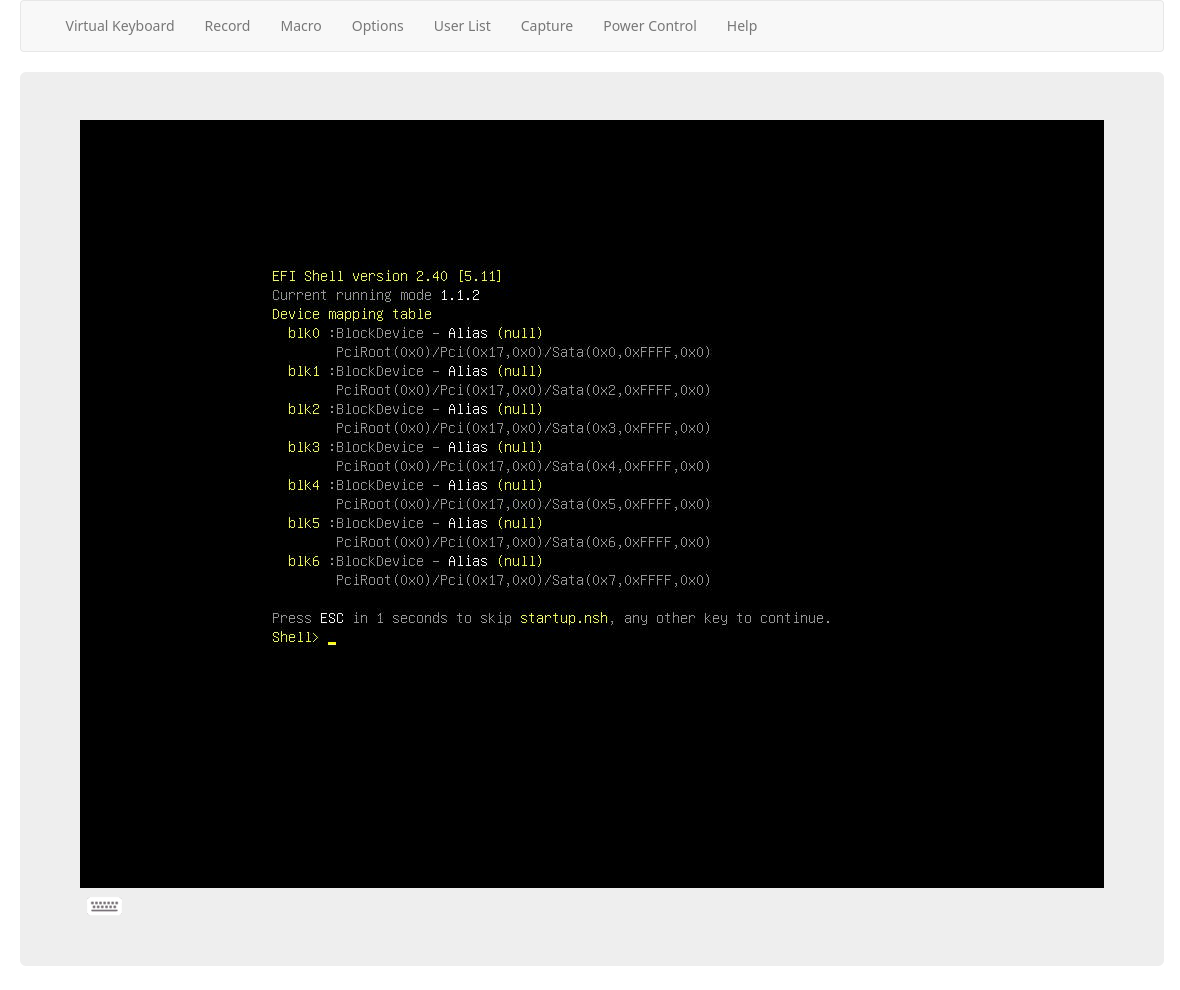 Virtual Keyboard Record Macro Options User List Capture Power Control Help
EFI Shell version 2.40 [5.11]
Current running mode 1.1.2
Device mapping table
blk0 :BlockDevice - Alias (null)
PciRoot(0x0)/Pci(0x17,0x0)/Sata(0x0,0xFFFF,0x0)
blk1 :BlockDevice - Alias (null)
PciRoot(0x0)/Pci(0x17,0x0)/Sata(0x2,0xFFFF,0x0)
blk2 :BlockDevice - Alias (null)
PciRoot(0x0)/Pci(0x17,0x0)/Sata(0x3,0xFFFF,0x0)
blk3 :BlockDevice - Alias (null)
PciRoot(0x0)/Pci(0x17,0x0)/Sata(0x4,0xFFFF,0x0)
blk4 :BlockDevice - Alias (null)
PciRoot(0x0)/Pci(0x17,0x0)/Sata(0x5,0xFFFF,0x0)
blk5 :BlockDevice - Alias (null)
PciRoot(0x0)/Pci(0x17,0x0)/Sata(0x6,0xFFFF,0x0)
blk6 :BlockDevice - Alias (null)
PciRoot(0x0)/Pci(0x17,0x0)/Sata(0x7,0xFFFF,0x0)
Press ESC in 1 seconds to skip startup.nsh, any other key to continue.
Shell> _